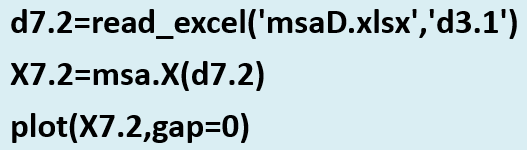 d7.2=read_excel('msaD.xlsx','d3.1')
X7.2=msa.X(d7.2)
plot(X7.2,gap=0)